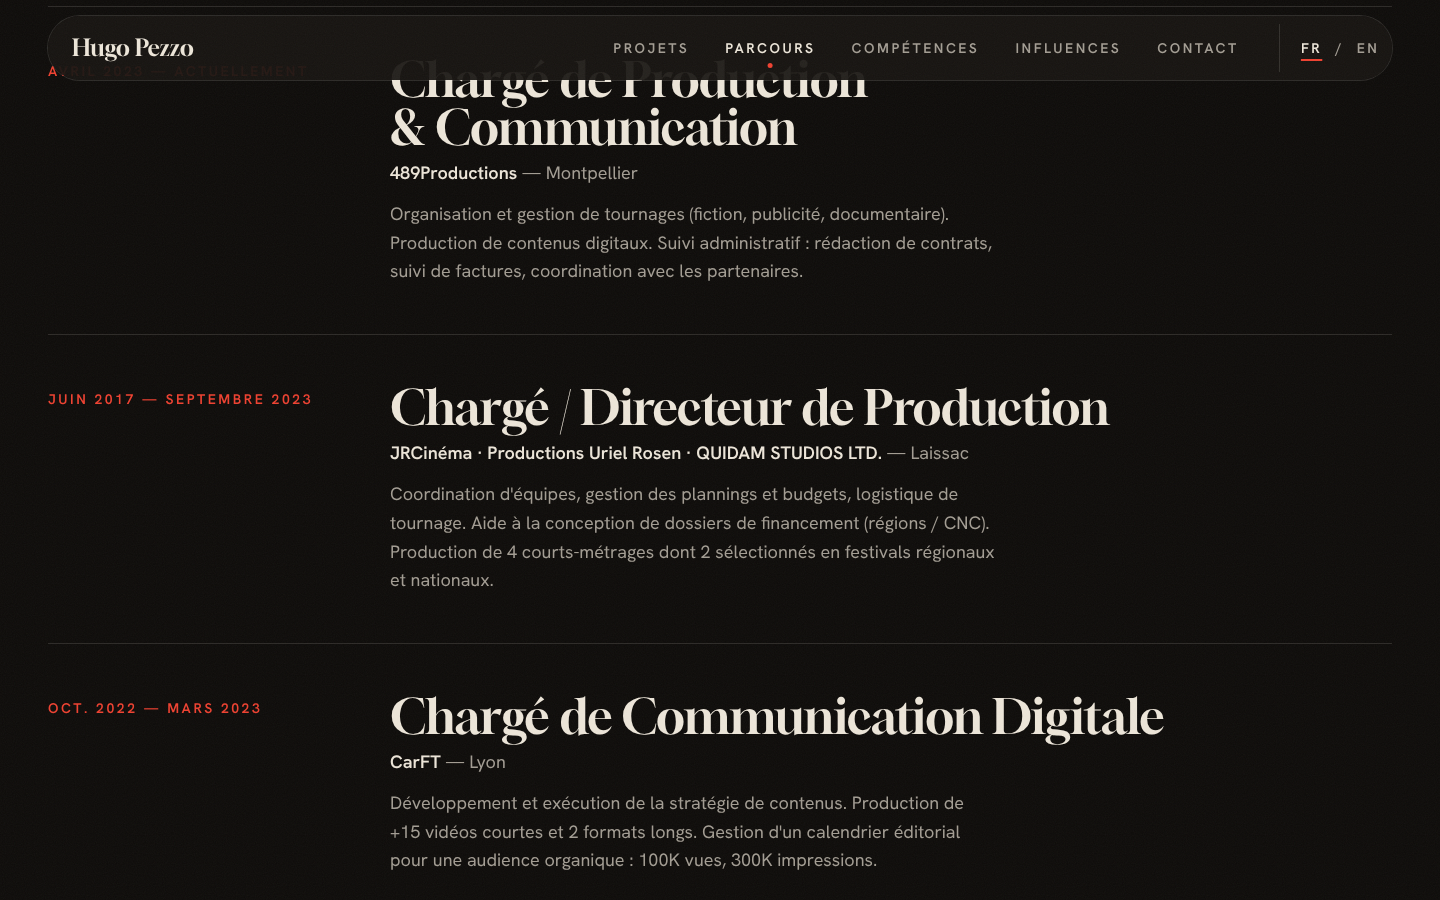 Hugo Pezzo
PROJETS
PARCOURS
COMPÉTENCES
INFLUENCES
CONTACT
FR / EN
AVRIL 2023 — ACTUELLEMENT
Chargé de Production
& Communication
489Productions — Montpellier
Organisation et gestion de tournages (fiction, publicité, documentaire).
Production de contenus digitaux. Suivi administratif : rédaction de contrats,
suivi de factures, coordination avec les partenaires.
JUIN 2017 — SEPTEMBRE 2023
Chargé / Directeur de Production
JRCinéma · Productions Uriel Rosen · QUIDAM STUDIOS LTD. — Laissac
Coordination d'équipes, gestion des plannings et budgets, logistique de
tournage. Aide à la conception de dossiers de financement (régions / CNC).
Production de 4 courts-métrages dont 2 sélectionnés en festivals régionaux
et nationaux.
OCT. 2022 — MARS 2023
Chargé de Communication Digitale
CarFT — Lyon
Développement et exécution de la stratégie de contenus. Production de
+15 vidéos courtes et 2 formats longs. Gestion d'un calendrier éditorial
pour une audience organique : 100K vues, 300K impressions.